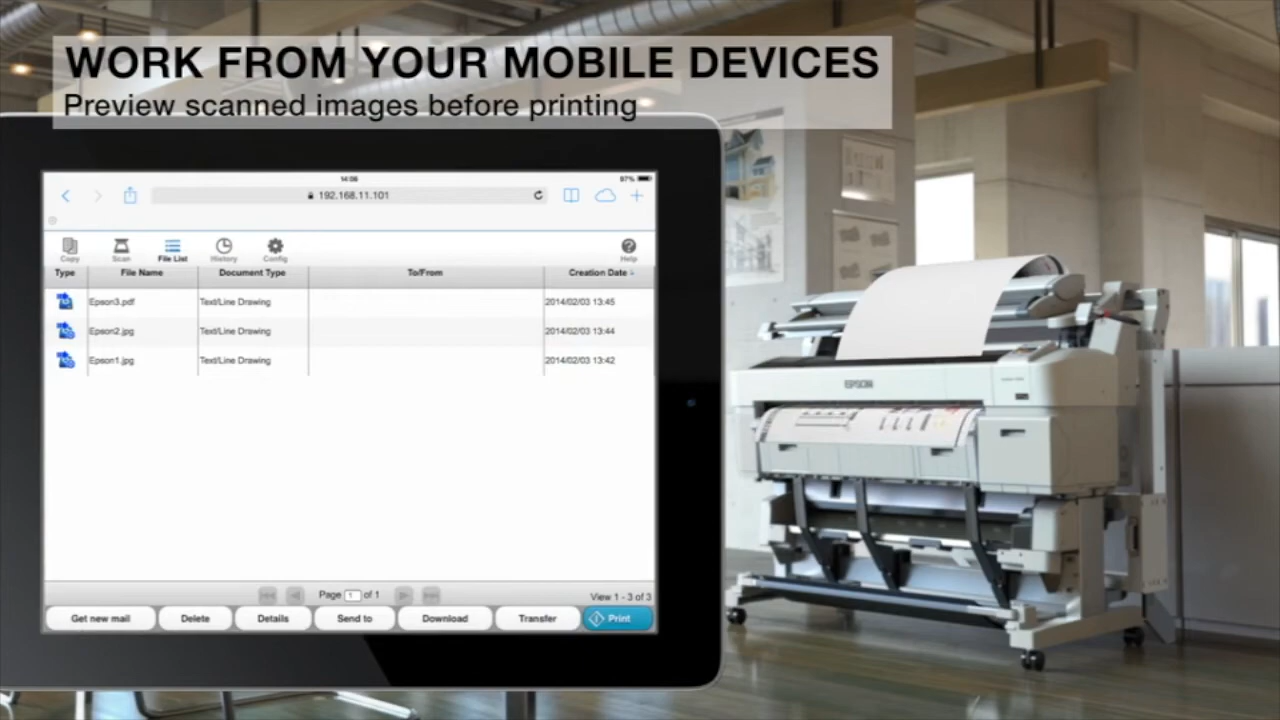 WORK FROM YOUR MOBILE DEVICES
Preview scanned images before printing
14:06 97%
192.168.11.101
Copy Scan File List History Config Help
Type File Name Document Type To/From Creation Date
Epson3.pdf Text/Line Drawing 2014/02/03 13:45
Epson2.jpg Text/Line Drawing 2014/02/03 13:44
Epson1.jpg Text/Line Drawing 2014/02/03 13:42
Page 1 of 1 View 1 - 3 of 3
Get new mail Delete Details Send to Download Transfer Print
EPSON